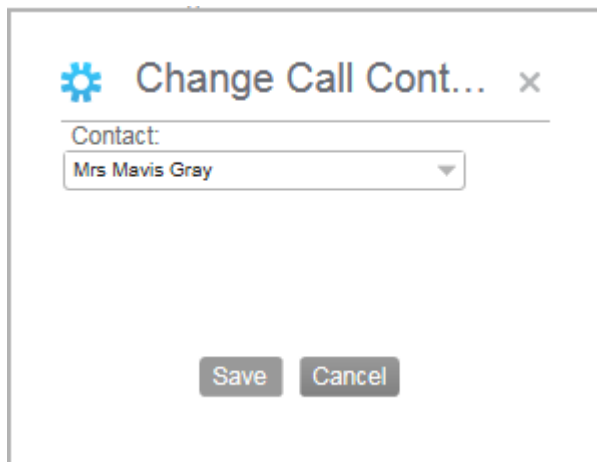 Change Call Cont...
Contact:
Mrs Mavis Gray
Save Cancel